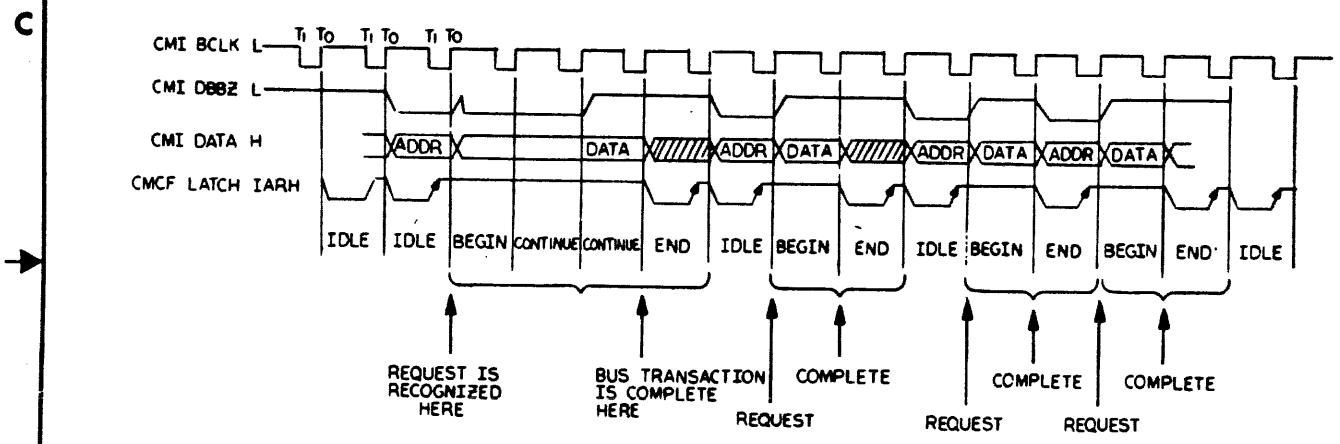 C
T1 T0 T1 T0 T1 T0
CMI BCLK L
CMI DBBZ L
CMI DATA H
ADDR DATA ADDR DATA ADDR DATA ADDR DATA
CMCF LATCH IARH
IDLE IDLE BEGIN CONTINUE CONTINUE END IDLE BEGIN END IDLE BEGIN END BEGIN END IDLE
REQUEST IS
RECOGNIZED
HERE
BUS TRANSACTION
IS COMPLETE
HERE
REQUEST
COMPLETE
REQUEST
COMPLETE
REQUEST
COMPLETE